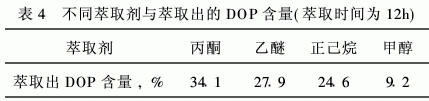 表 4 不同萃取剂与萃取出的 DOP 含量(萃取时间为 12h)
萃取剂 丙酮 乙醚 正己烷 甲醇
萃取出 DOP 含量,% 34.1 27.9 24.6 9.2